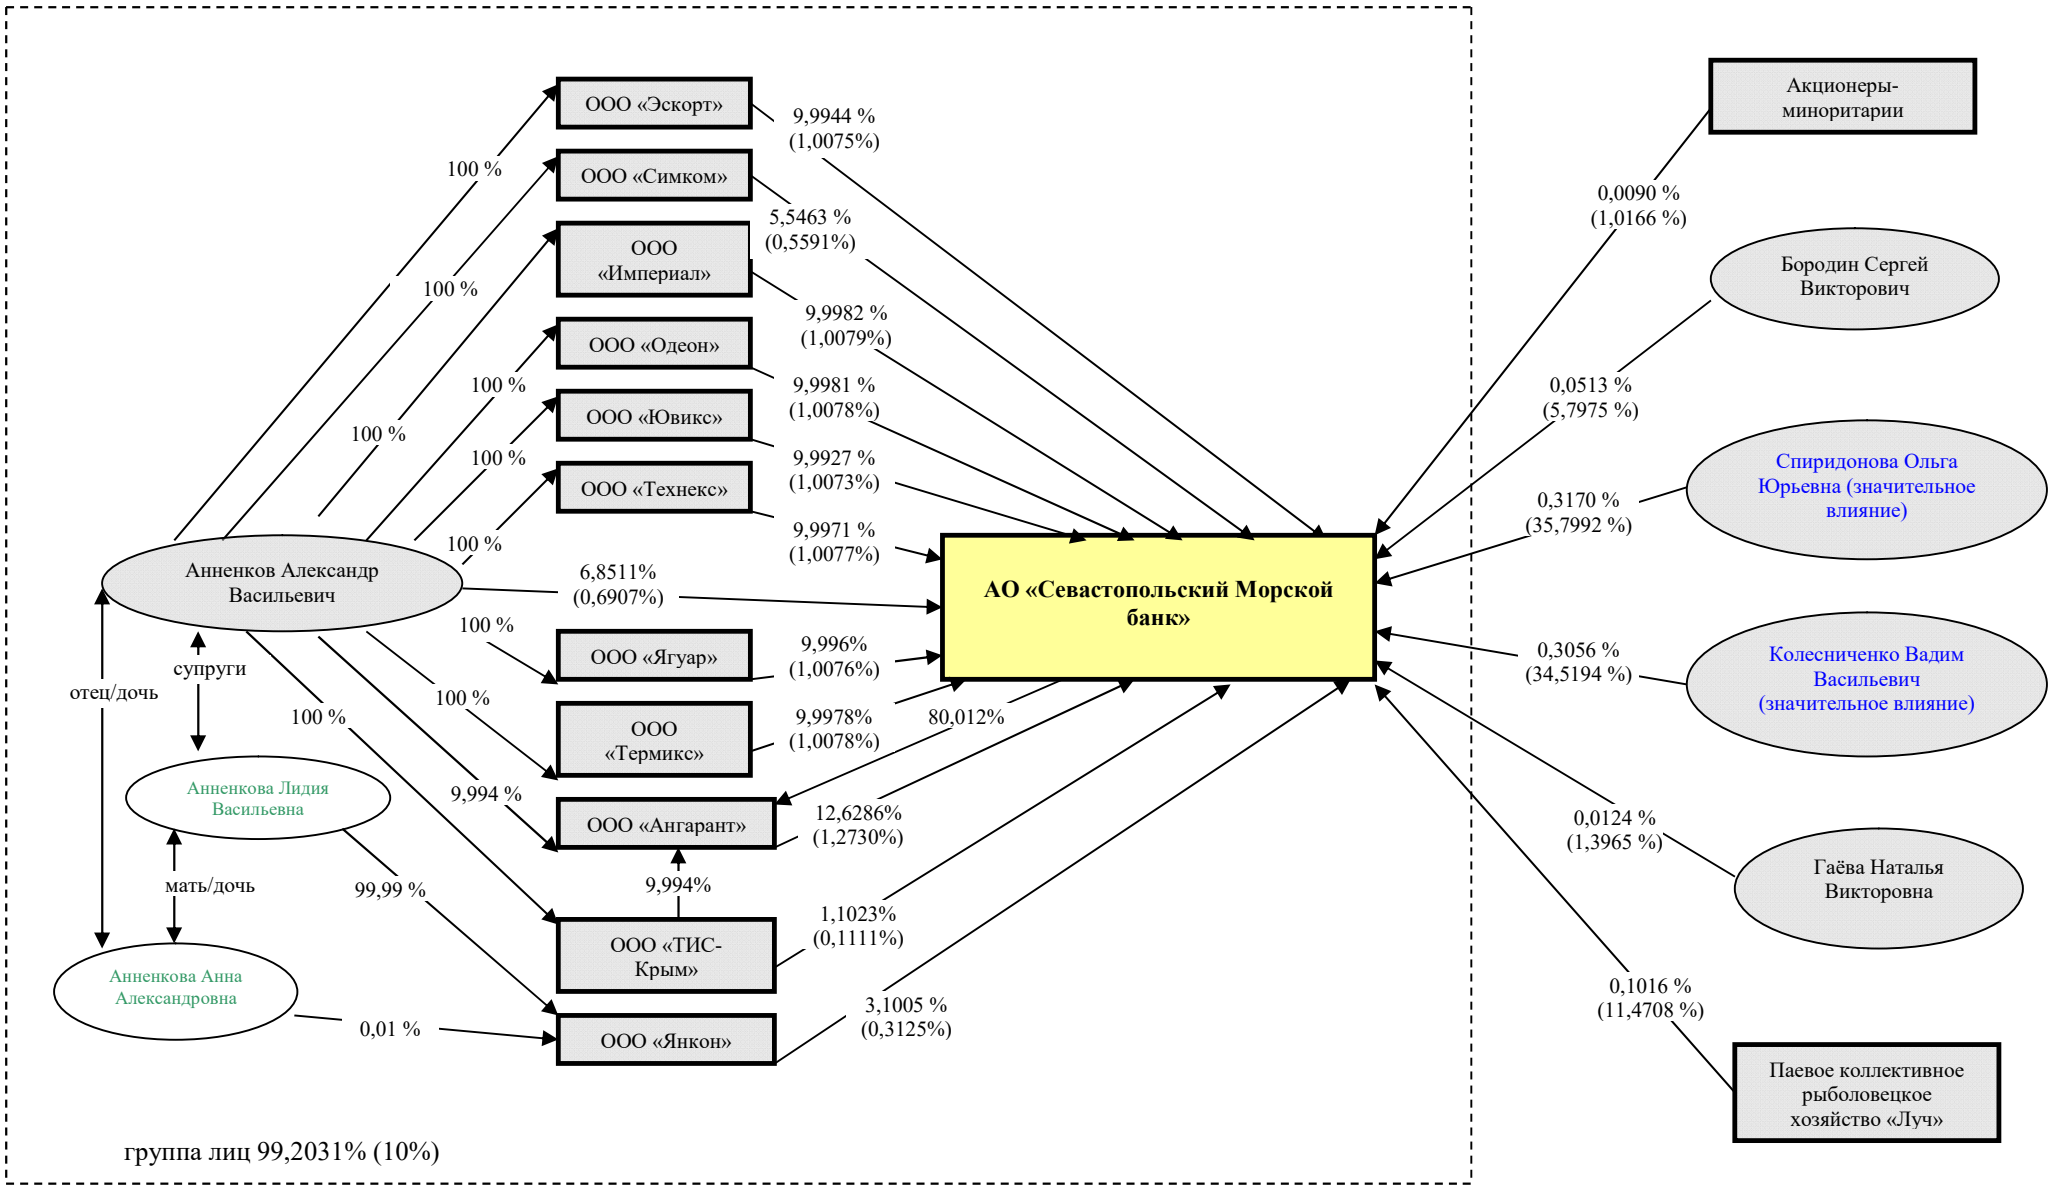 ООО «Эскорт»
9,9944 %
(1,0075%)
100 %
ООО «Симком»
5,5463 %
(0,5591%)
100 %
ООО
«Империал»
9,9982 %
(1,0079%)
100 %
ООО «Одеон»
9,9981 %
(1,0078%)
100 %
ООО «Ювикс»
9,9927 %
(1,0073%)
100 %
ООО «Технекс»
9,9971 %
(1,0077%)
100 %
Анненков Александр
Васильевич
6,8511%
(0,6907%)
АО «Севастопольский Морской
банк»
100 %
ООО «Ягуар»
9,996%
(1,0076%)
супруги
отец/дочь
100 %
100 %
ООО
«Термикс»
9,9978%
(1,0078%)
80,012%
Анненкова Лидия
Васильевна
9,994 %
ООО «Ангарант»
12,6286%
(1,2730%)
мать/дочь
99,99 %
9,994%
ООО «ТИС-
Крым»
1,1023%
(0,1111%)
Анненкова Анна
Александровна
0,01 %
ООО «Янкон»
3,1005 %
(0,3125%)
группа лиц 99,2031% (10%)
Акционеры-
миноритарии
0,0090 %
(1,0166 %)
Бородин Сергей
Викторович
0,0513 %
(5,7975 %)
Спиридонова Ольга
Юрьевна (значительное
влияние)
0,3170 %
(35,7992 %)
Колесниченко Вадим
Васильевич
(значительное влияние)
0,3056 %
(34,5194 %)
0,0124 %
(1,3965 %)
Гаёва Наталья
Викторовна
0,1016 %
(11,4708 %)
Паевое коллективное
рыболовецкое
хозяйство «Луч»